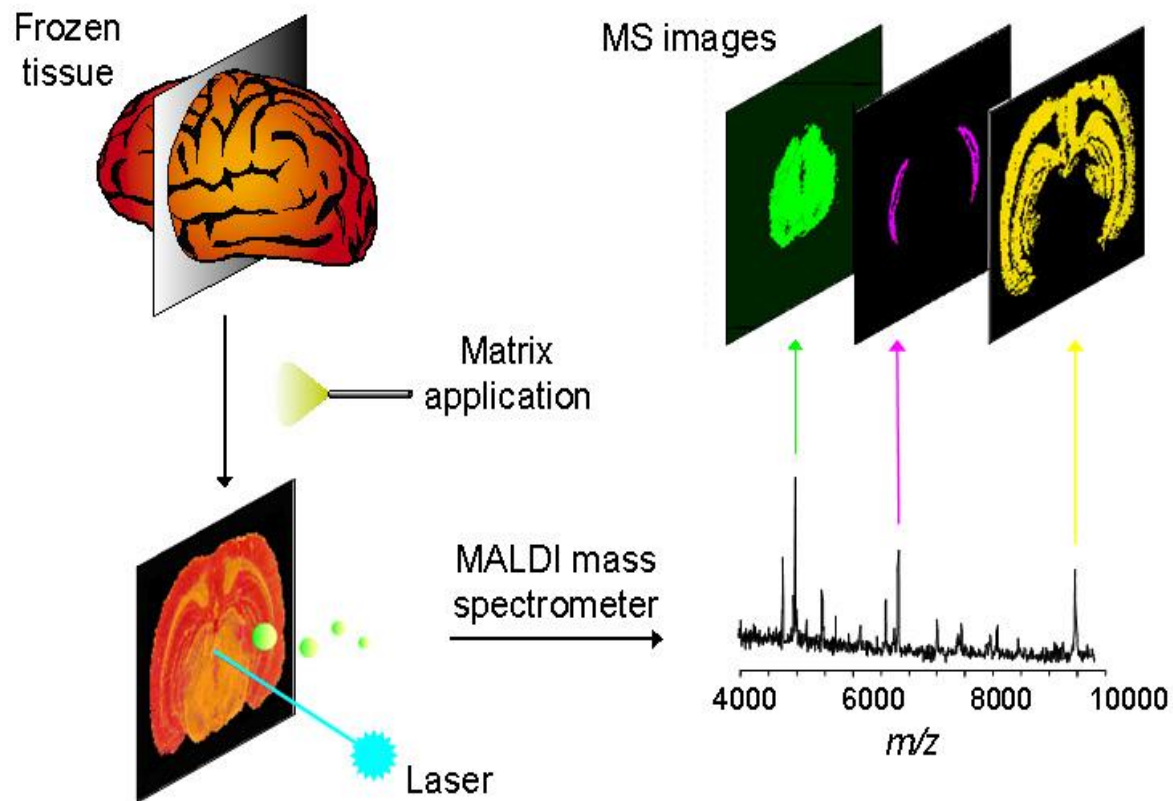 Frozen
tissue
MS images
Matrix
application
MALDI mass
spectrometer
Laser
4000 6000 8000 10000
m/z